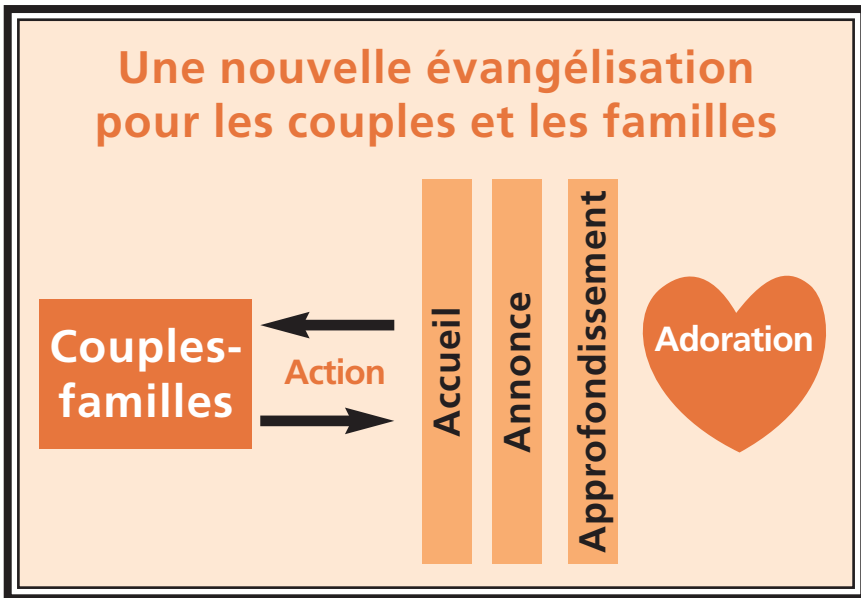 Une nouvelle évangélisation
pour les couples et les familles
Couples-
familles
Action
Accueil
Annonce
Approfondissement
Adoration